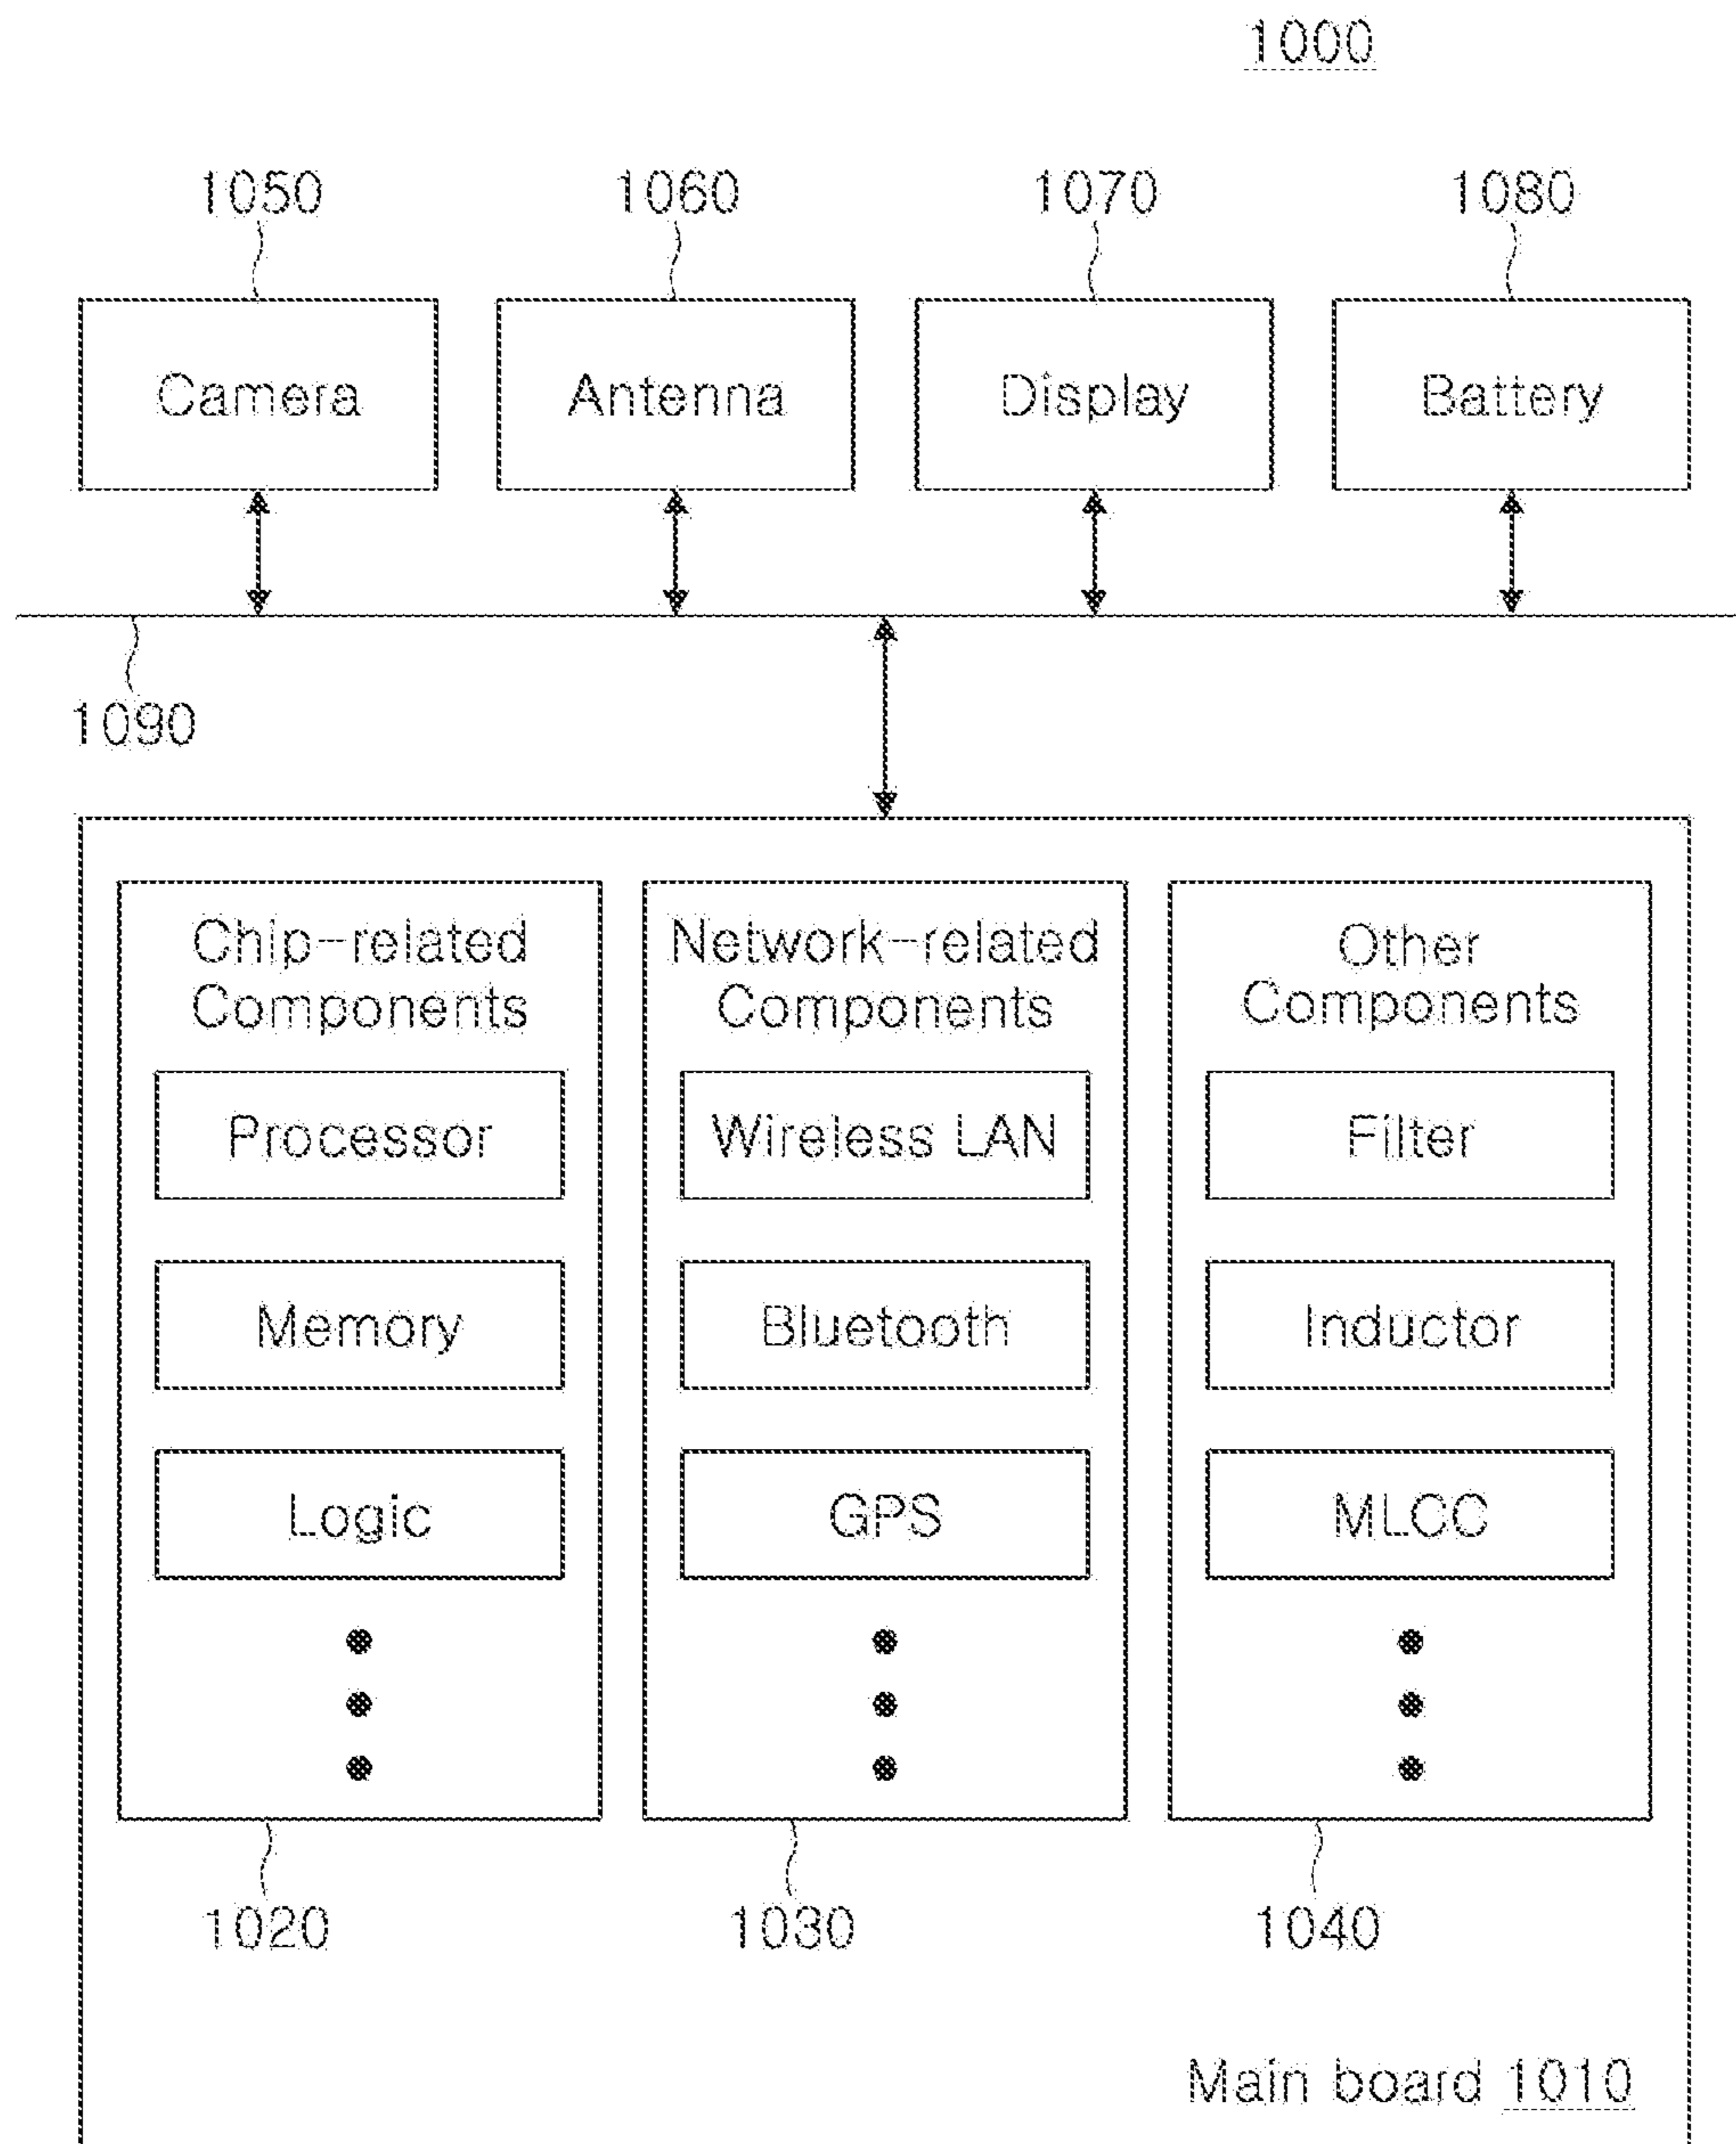 1000
1050 1060 1070 1080
Camera Antenna Display Battery
1090
Chip-related
Components
Processor
Memory
Logic
1020
Network-related
Components
Wireless LAN
Bluetooth
GPS
1030
Other
Components
Filter
Inductor
MLCC
1040
Main board 1010